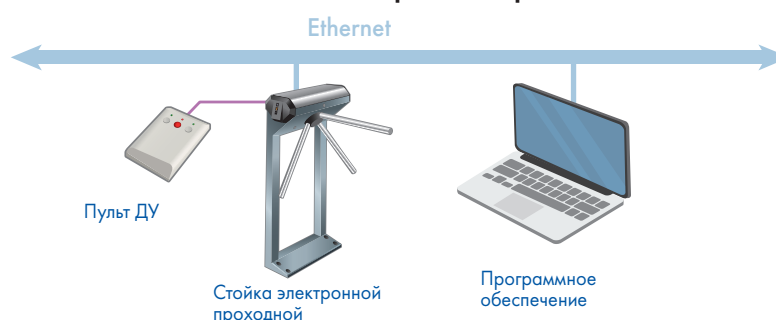 Ethernet
Пульт ДУ
Стойка электронной
проходной
Программное
обеспечение